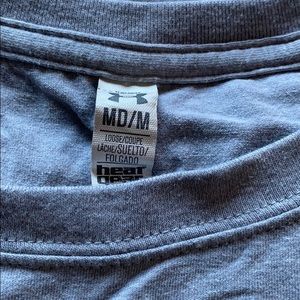 MD/M
LOOSE/COUPE
LÂCHE/SUELTO/
FOLGADO
heat
gear